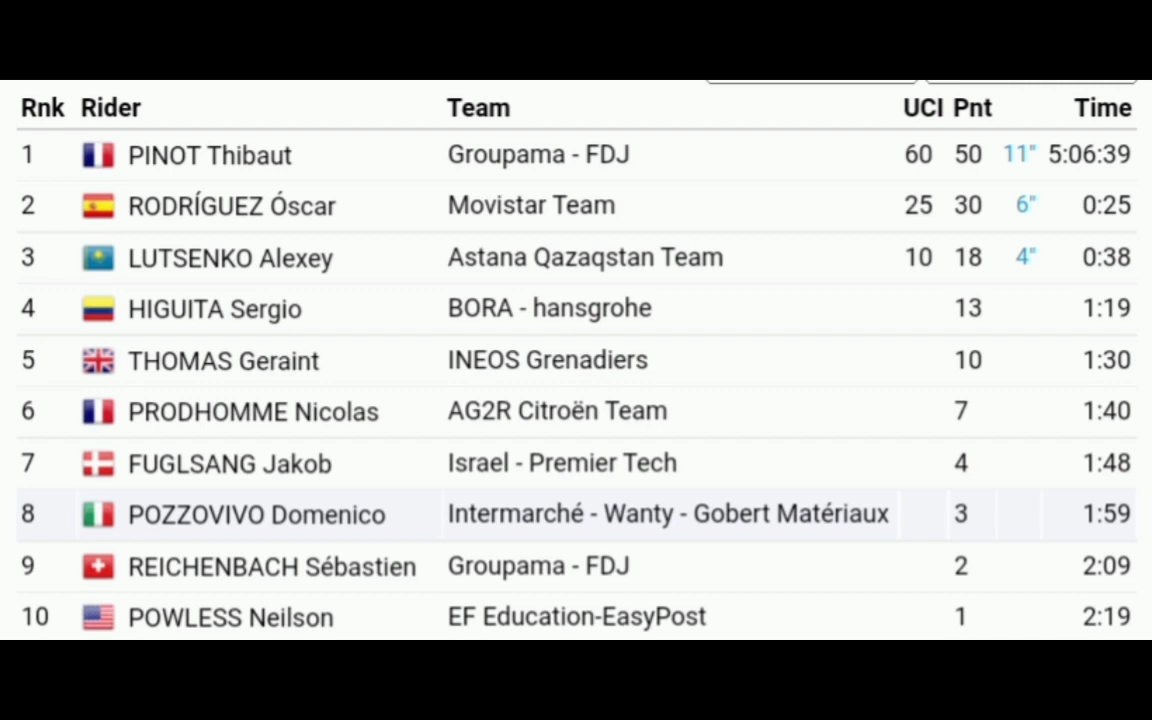 Rnk Rider Team UCI Pnt Time
1 PINOT Thibaut Groupama - FDJ 60 50 11" 5:06:39
2 RODRÍGUEZ Óscar Movistar Team 25 30 6" 0:25
3 LUTSENKO Alexey Astana Qazaqstan Team 10 18 4" 0:38
4 HIGUITA Sergio BORA - hansgrohe 13 1:19
5 THOMAS Geraint INEOS Grenadiers 10 1:30
6 PRODHOMME Nicolas AG2R Citroën Team 7 1:40
7 FUGLSANG Jakob Israel - Premier Tech 4 1:48
8 POZZOVIVO Domenico Intermarché - Wanty - Gobert Matériaux 3 1:59
9 REICHENBACH Sébastien Groupama - FDJ 2 2:09
10 POWLESS Neilson EF Education-EasyPost 1 2:19